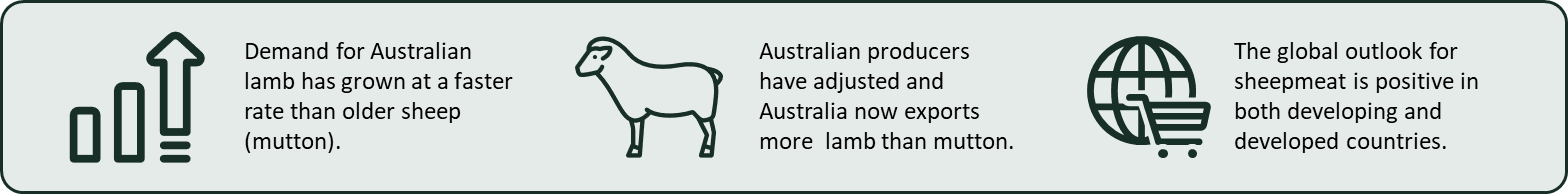 Demand for Australian
lamb has grown at a faster
rate than older sheep
(mutton).
Australian producers
have adjusted and
Australia now exports
more  lamb than mutton.
The global outlook for
sheepmeat is positive in
both developing and
developed countries.